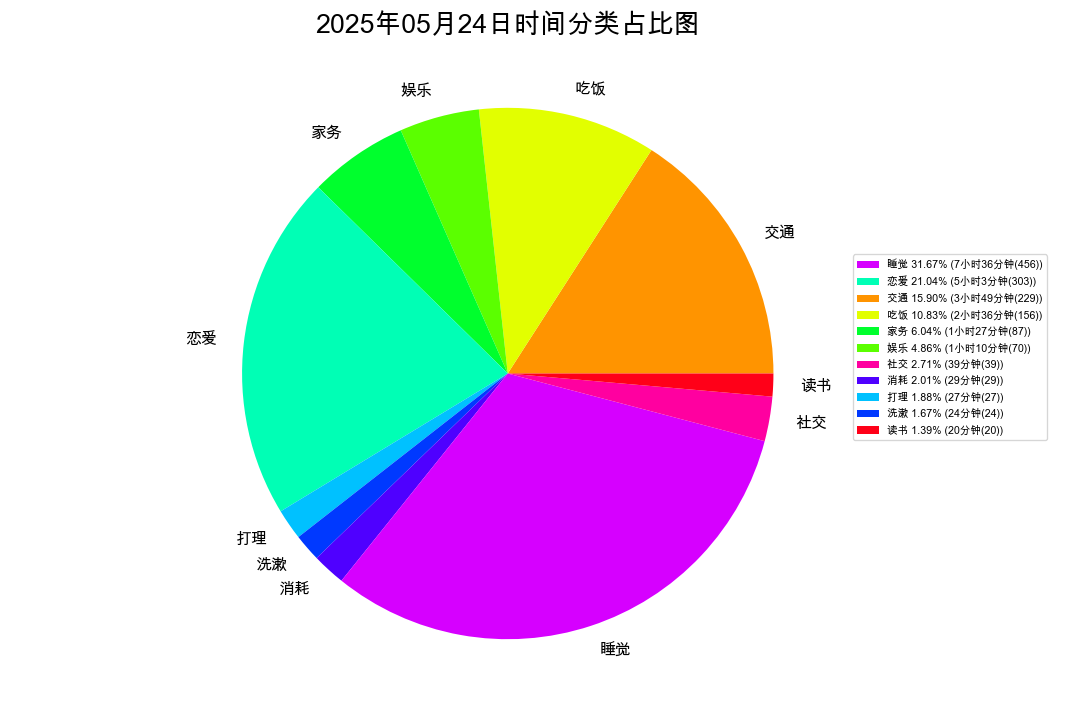 2025年05月24日时间分类占比图
娱乐
吃饭
家务
交通
恋爱
读书
社交
打理
洗漱
消耗
睡觉
睡觉 31.67% (7小时36分钟(456))
恋爱 21.04% (5小时3分钟(303))
交通 15.90% (3小时49分钟(229))
吃饭 10.83% (2小时36分钟(156))
家务 6.04% (1小时27分钟(87))
娱乐 4.86% (1小时10分钟(70))
社交 2.71% (39分钟(39))
消耗 2.01% (29分钟(29))
打理 1.88% (27分钟(27))
洗漱 1.67% (24分钟(24))
读书 1.39% (20分钟(20))